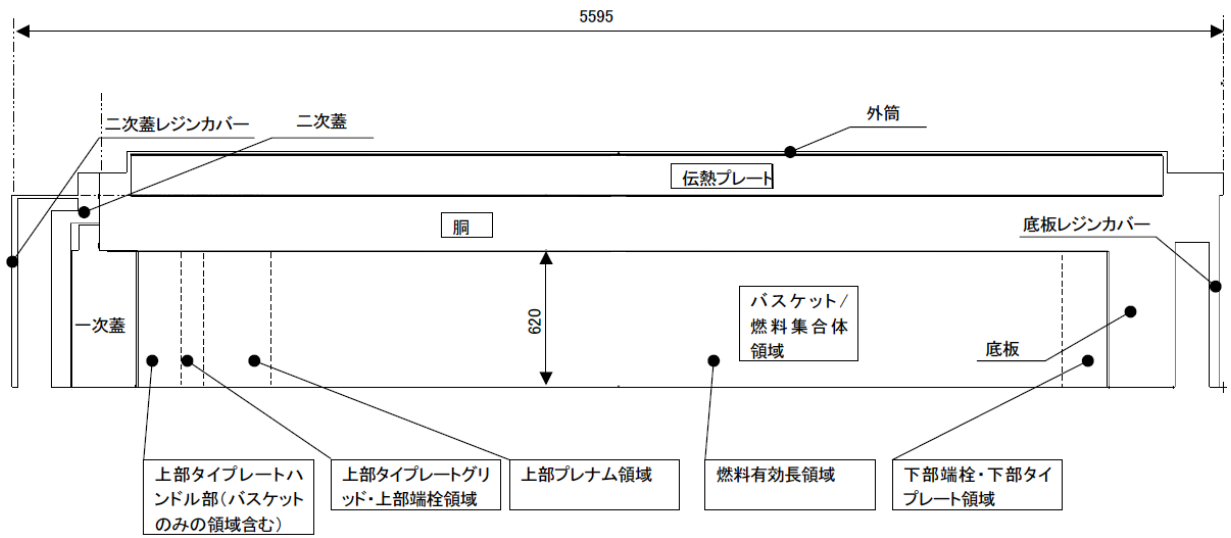 5595
二次蓋レジンカバー
二次蓋
外筒
伝熱プレート
胴
底板レジンカバー
一次蓋
620
バスケット/
燃料集合体
領域
底板
上部タイプレートハ
ンドル部(バスケット
のみの領域含む)
上部タイプレートグリ
ッド・上部端栓領域
上部プレナム領域
燃料有効長領域
下部端栓・下部タイ
プレート領域